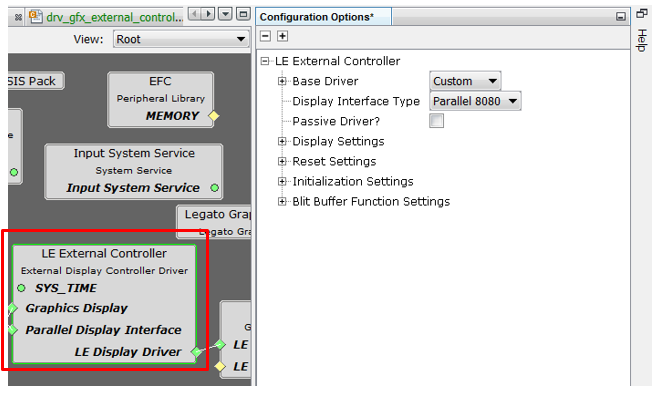 drv_gfx_external_control...
View:
Root
SIS Pack
EFC
Peripheral Library
MEMORY
e
Input System Service
System Service
Input System Service
Legato Gra
Legato Gra
LE External Controller
External Display Controller Driver
SYS_TIME
Graphics Display
Parallel Display Interface
LE Display Driver
G
LE
LE
Configuration Options*
LE External Controller
Base Driver Custom
Display Interface Type Parallel 8080
Passive Driver?
Display Settings
Reset Settings
Initialization Settings
Blit Buffer Function Settings
Help